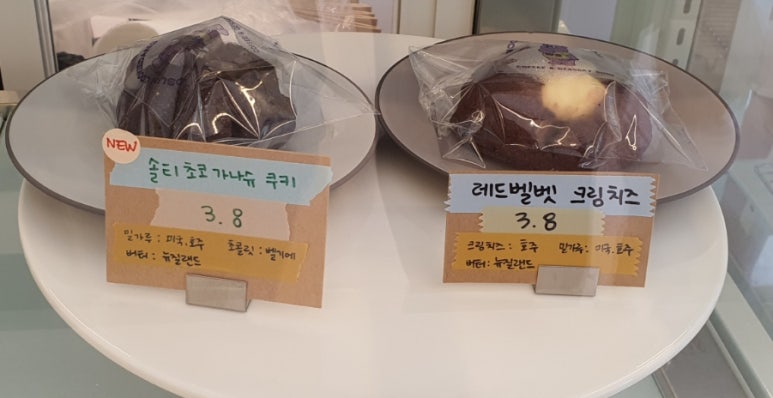 NEW
솔티 초코 가나슈 쿠키
3.8
밀가루 : 미국, 호주 초콜릿 : 벨기에
버터 : 뉴질랜드
COFFEE & DESSERT
레드벨벳 크림치즈
3.8
크림치즈 : 호주 밀가루 : 미국, 호주
버터 : 뉴질랜드